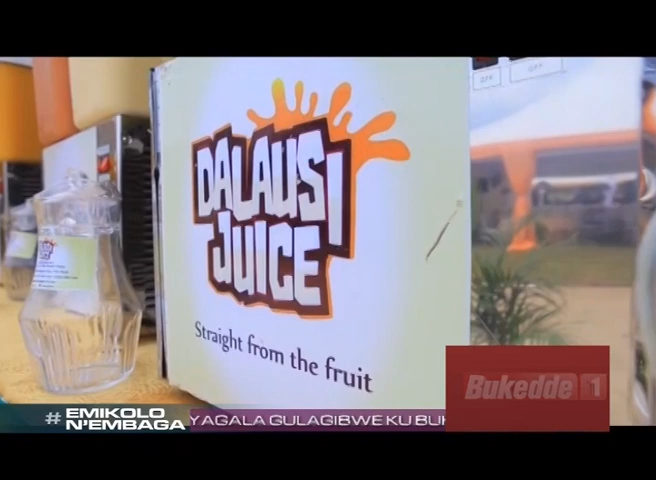 DALAUSI
JUICE
Straight from the fruit
Bukedde 1
# EMIKOLO
N'EMBAGA
YAGALA GULAGIBWE KU BUK